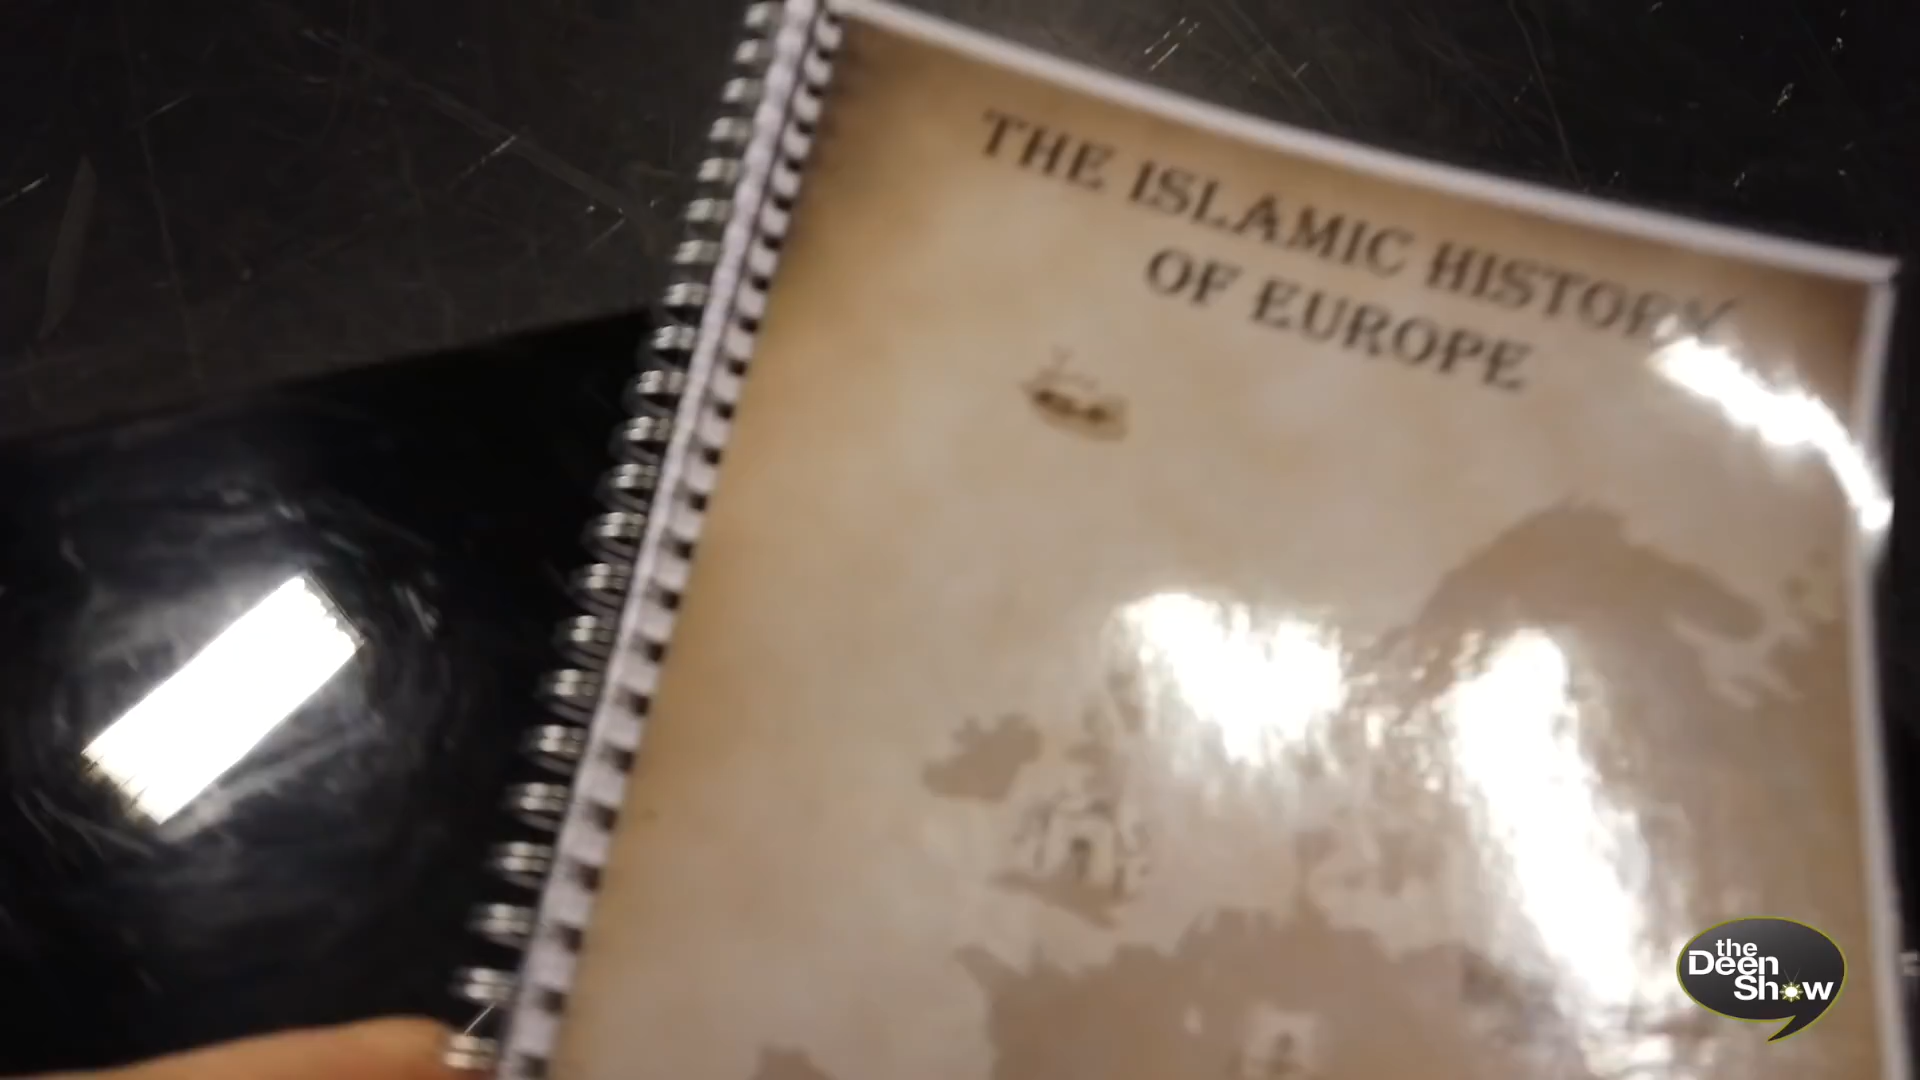 THE ISLAMIC HISTORY
OF EUROPE
the
Deen
Show